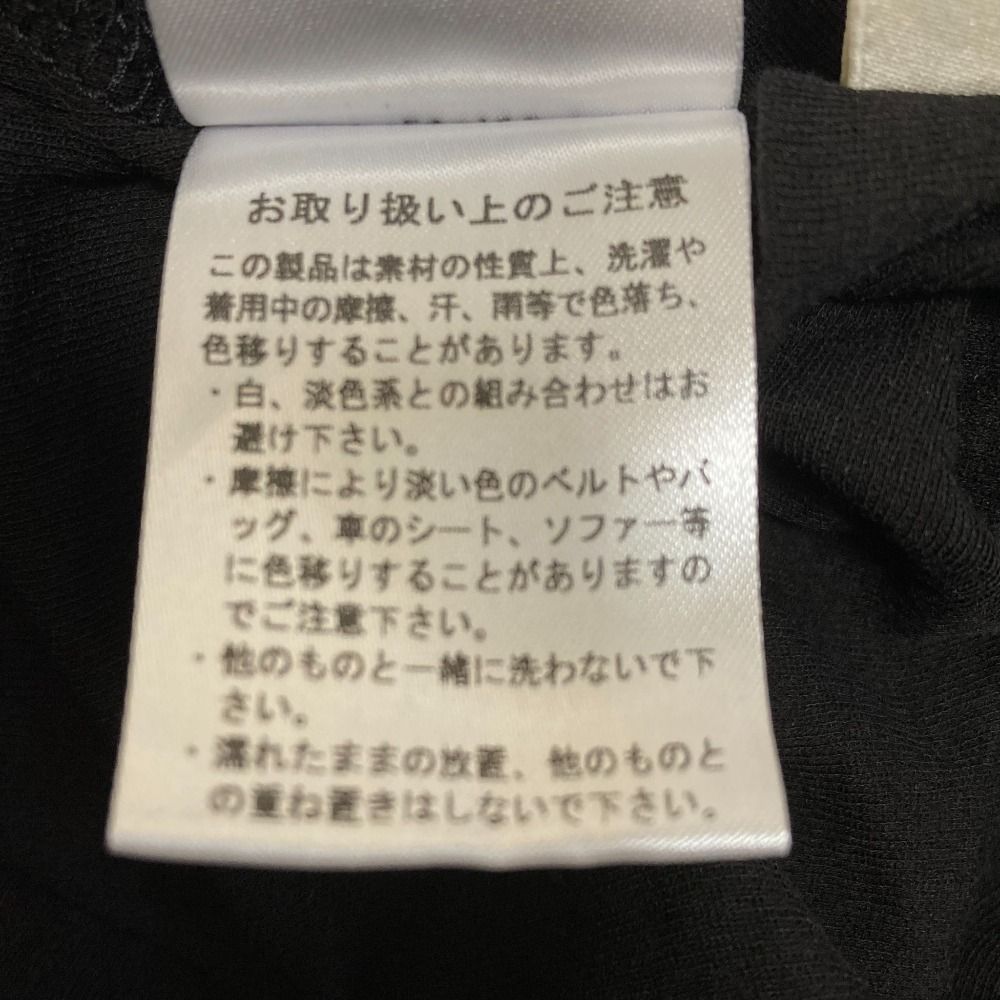 お取り扱い上のご注意
この製品は素材の性質上、洗濯や
着用中の摩擦、汗、雨等で色落ち、
色移りすることがあります。
・白、淡色系との組み合わせはお
避け下さい。
・摩擦により淡い色のベルトやバ
ッグ、車のシート、ソファー等
に色移りすることがありますの
でご注意下さい。
・他のものと一緒に洗わないで下
さい。
・濡れたままの放置、他のものと
の重ね置きはしないで下さい。